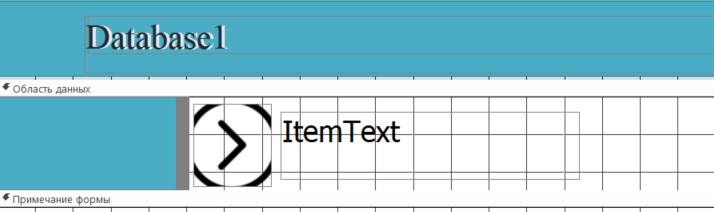 Database1
Область данных
ItemText
Примечание формы